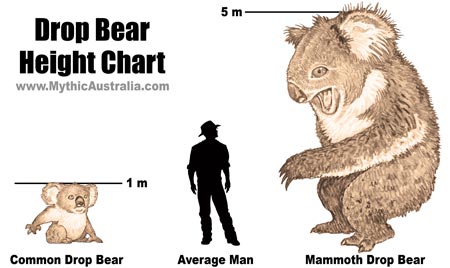 Drop Bear
Height Chart
www.MythicAustralia.com
5 m
1 m
Common Drop Bear
Average Man
Mammoth Drop Bear